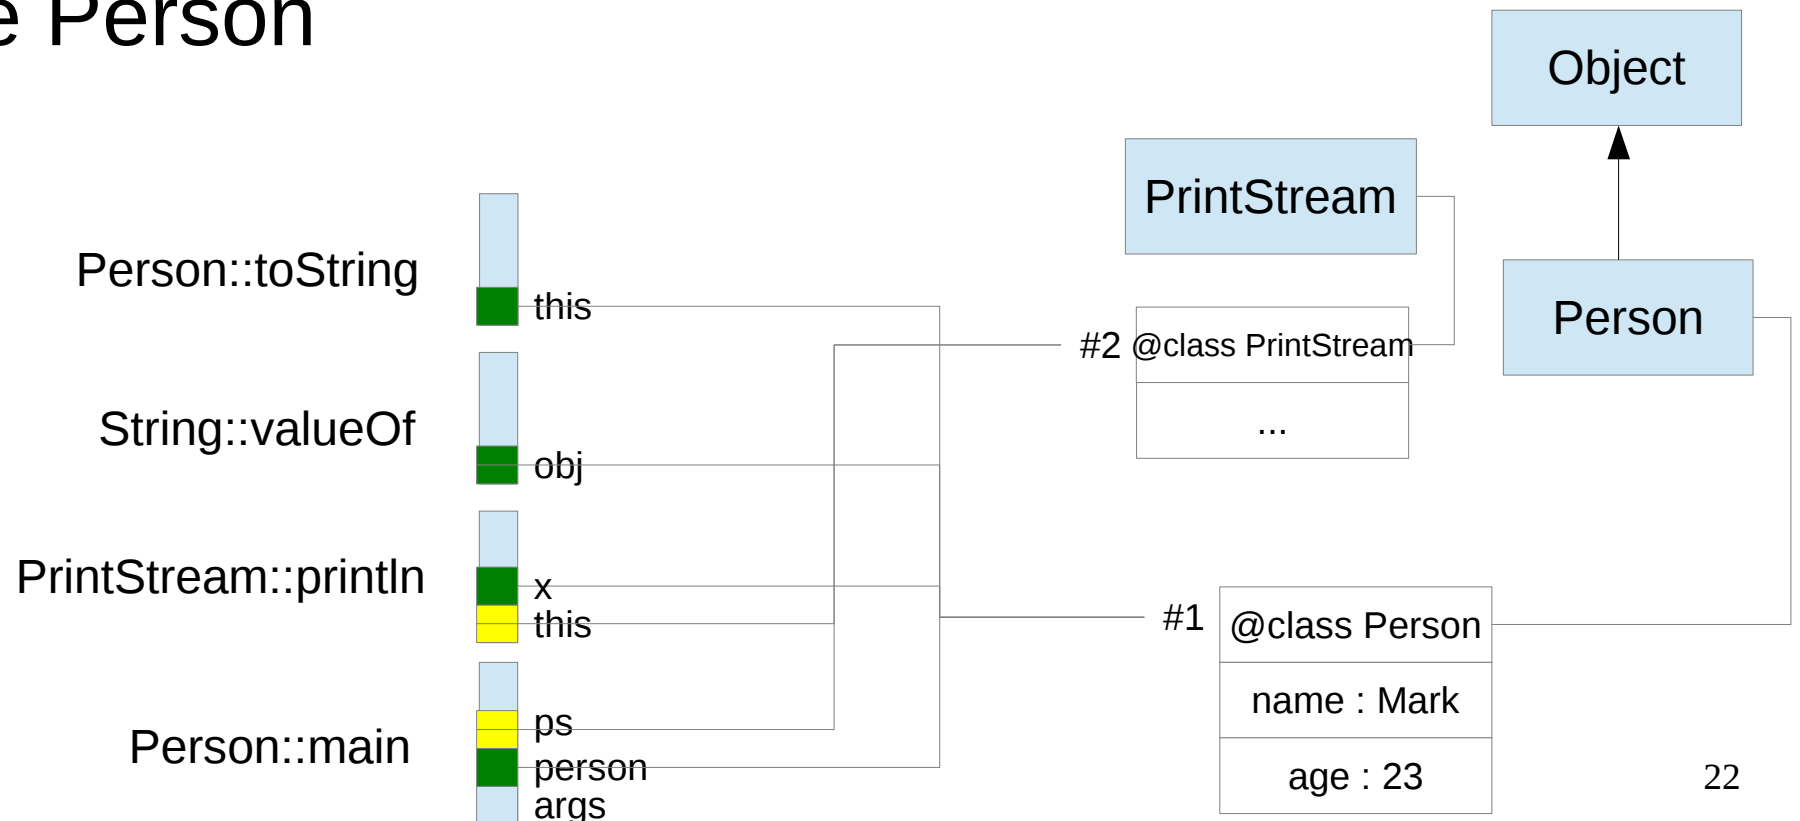 e Person
Object
PrintStream
Person
Person::toString
this
#2 @class PrintStream
...
String::valueOf
obj
PrintStream::println
x
this
#1 @class Person
name : Mark
age : 23
Person::main
ps
person
args
22